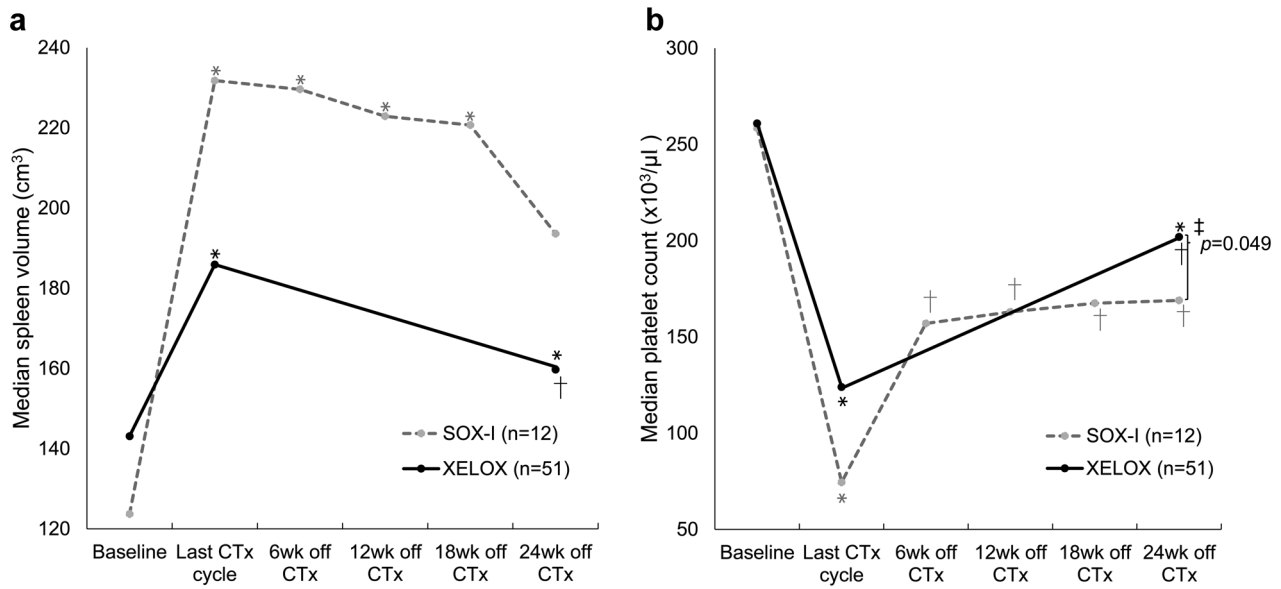 a
240
220
200
180
160
140
120
Median spleen volume (cm³)
*
*
*
*
*
*
†
SOX-I (n=12)
XELOX (n=51)
Baseline
Last CTx
cycle
6wk off
CTx
12wk off
CTx
18wk off
CTx
24wk off
CTx
b
300
250
200
150
100
50
Median platelet count (x10³/µl )
*
*
†
†
†
*
‡
†
†
p=0.049
SOX-I (n=12)
XELOX (n=51)
Baseline
Last CTx
cycle
6wk off
CTx
12wk off
CTx
18wk off
CTx
24wk off
CTx